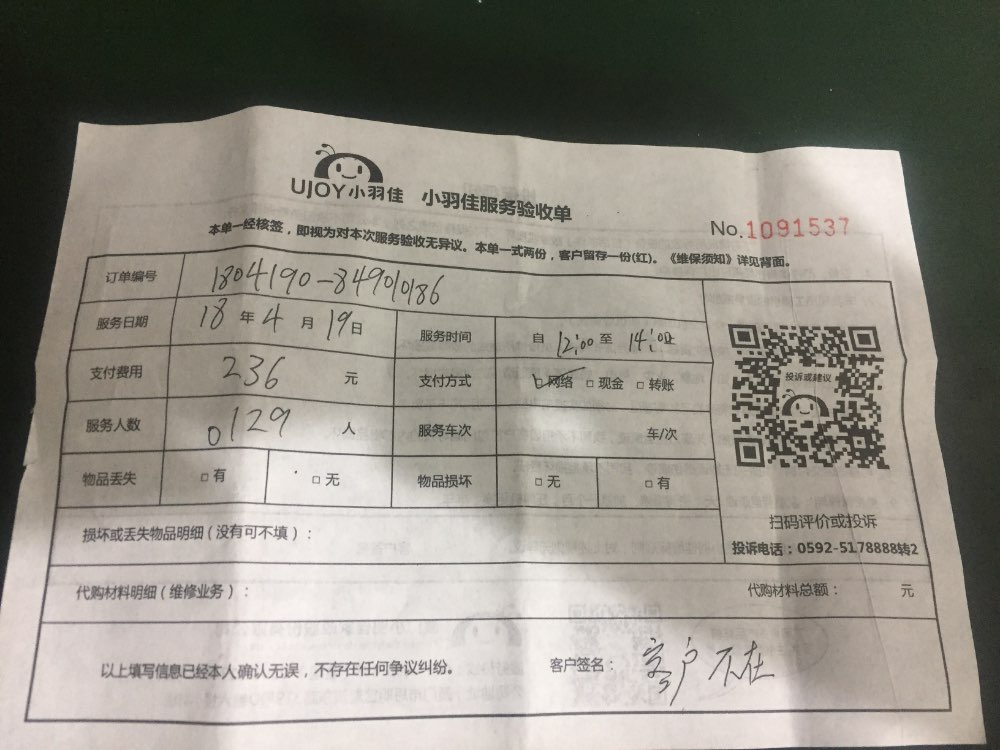 UJOY小羽佳 小羽佳服务验收单
No.1091537
本单一经核签，即视为对本次服务验收无异议。本单一式两份，客户留存一份(红)。《维保须知》详见背面。
订单编号 1804190-84901086
服务日期 18 年 4 月 19 日 服务时间 自 12:00 至 14:00止
支付费用 236 元 支付方式 □网络 □现金 □转账
服务人数 0129 人 服务车次 车/次
物品丢失 □有 □无 物品损坏 □无 □有
投诉或建议
扫码评价或投诉
投诉电话：0592-5178888转2
损坏或丢失物品明细(没有可不填)：
代购材料明细(维修业务)： 代购材料总额： 元
以上填写信息已经本人确认无误，不存在任何争议纠纷。 客户签名： 客户不在